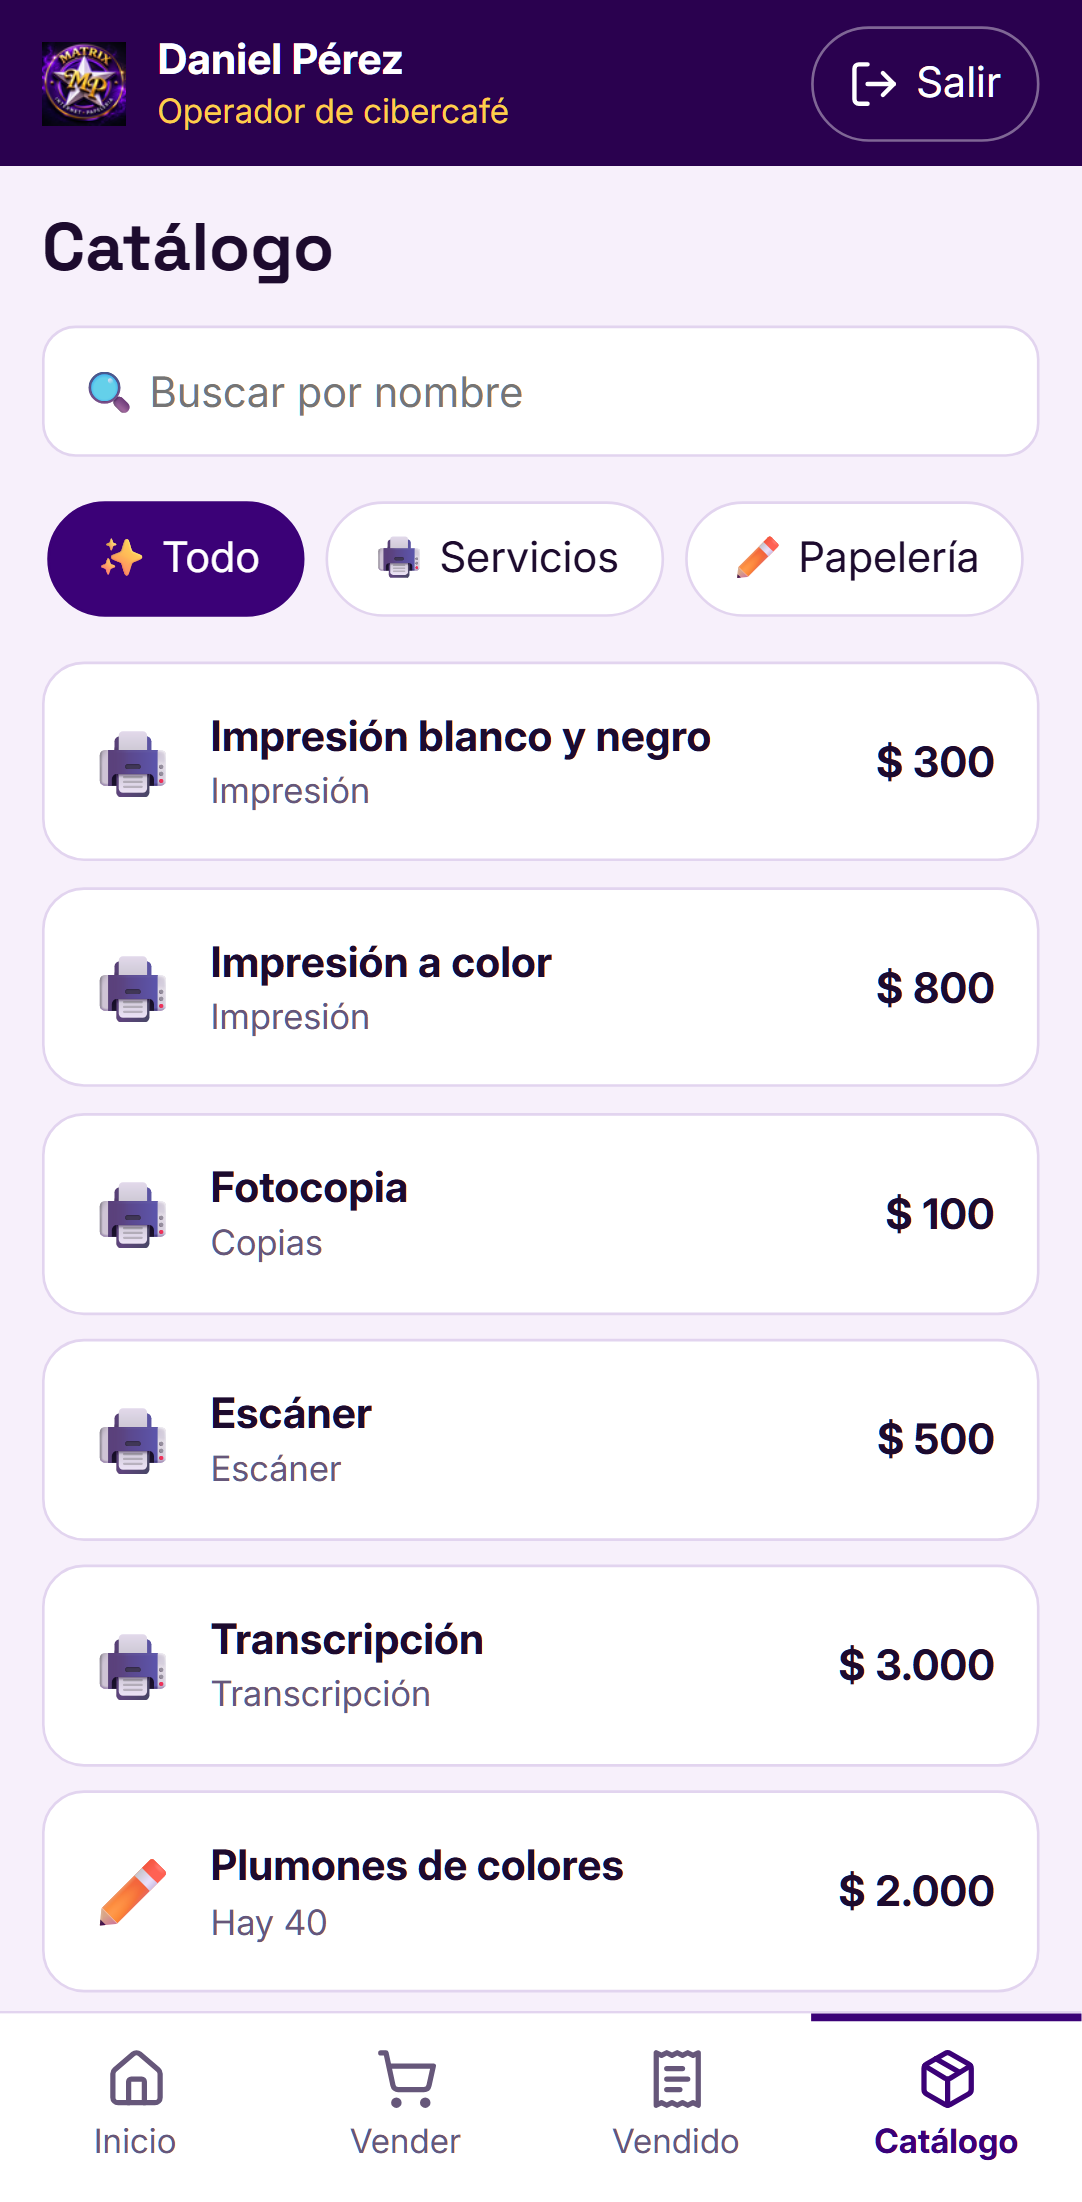 MATRIX
MP
Daniel Pérez
Operador de cibercafé
Salir
Catálogo
Buscar por nombre
Todo
Servicios
Papelería
Impresión blanco y negro
Impresión
$ 300
Impresión a color
Impresión
$ 800
Fotocopia
Copias
$ 100
Escáner
Escáner
$ 500
Transcripción
Transcripción
$ 3.000
Plumones de colores
Hay 40
$ 2.000
Inicio
Vender
Vendido
Catálogo